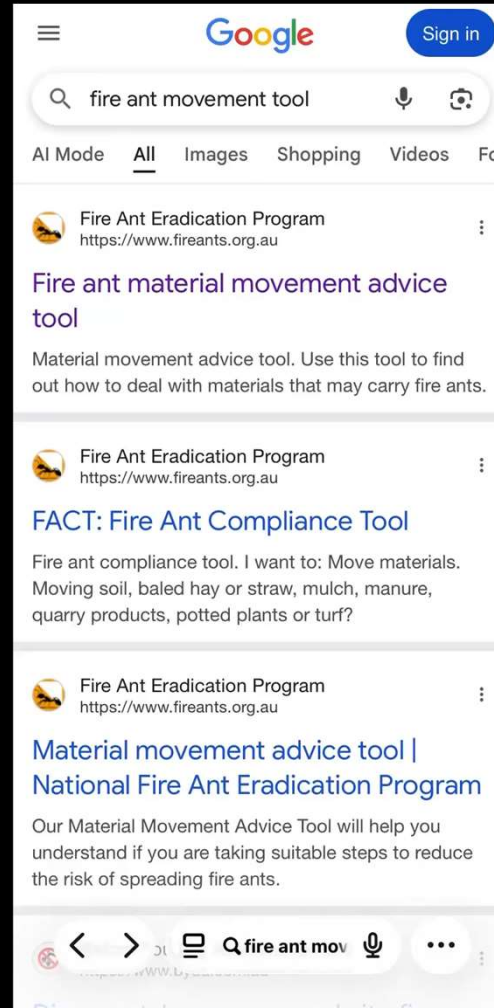 Google
Sign in
fire ant movement tool
AI Mode All Images Shopping Videos
Fire Ant Eradication Program
https://www.fireants.org.au
Fire ant material movement advice
tool
Material movement advice tool. Use this tool to find
out how to deal with materials that may carry fire ants.
Fire Ant Eradication Program
https://www.fireants.org.au
FACT: Fire Ant Compliance Tool
Fire ant compliance tool. I want to: Move materials.
Moving soil, baled hay or straw, mulch, manure,
quarry products, potted plants or turf?
Fire Ant Eradication Program
https://www.fireants.org.au
Material movement advice tool |
National Fire Ant Eradication Program
Our Material Movement Advice Tool will help you
understand if you are taking suitable steps to reduce
the risk of spreading fire ants.
fire ant mov